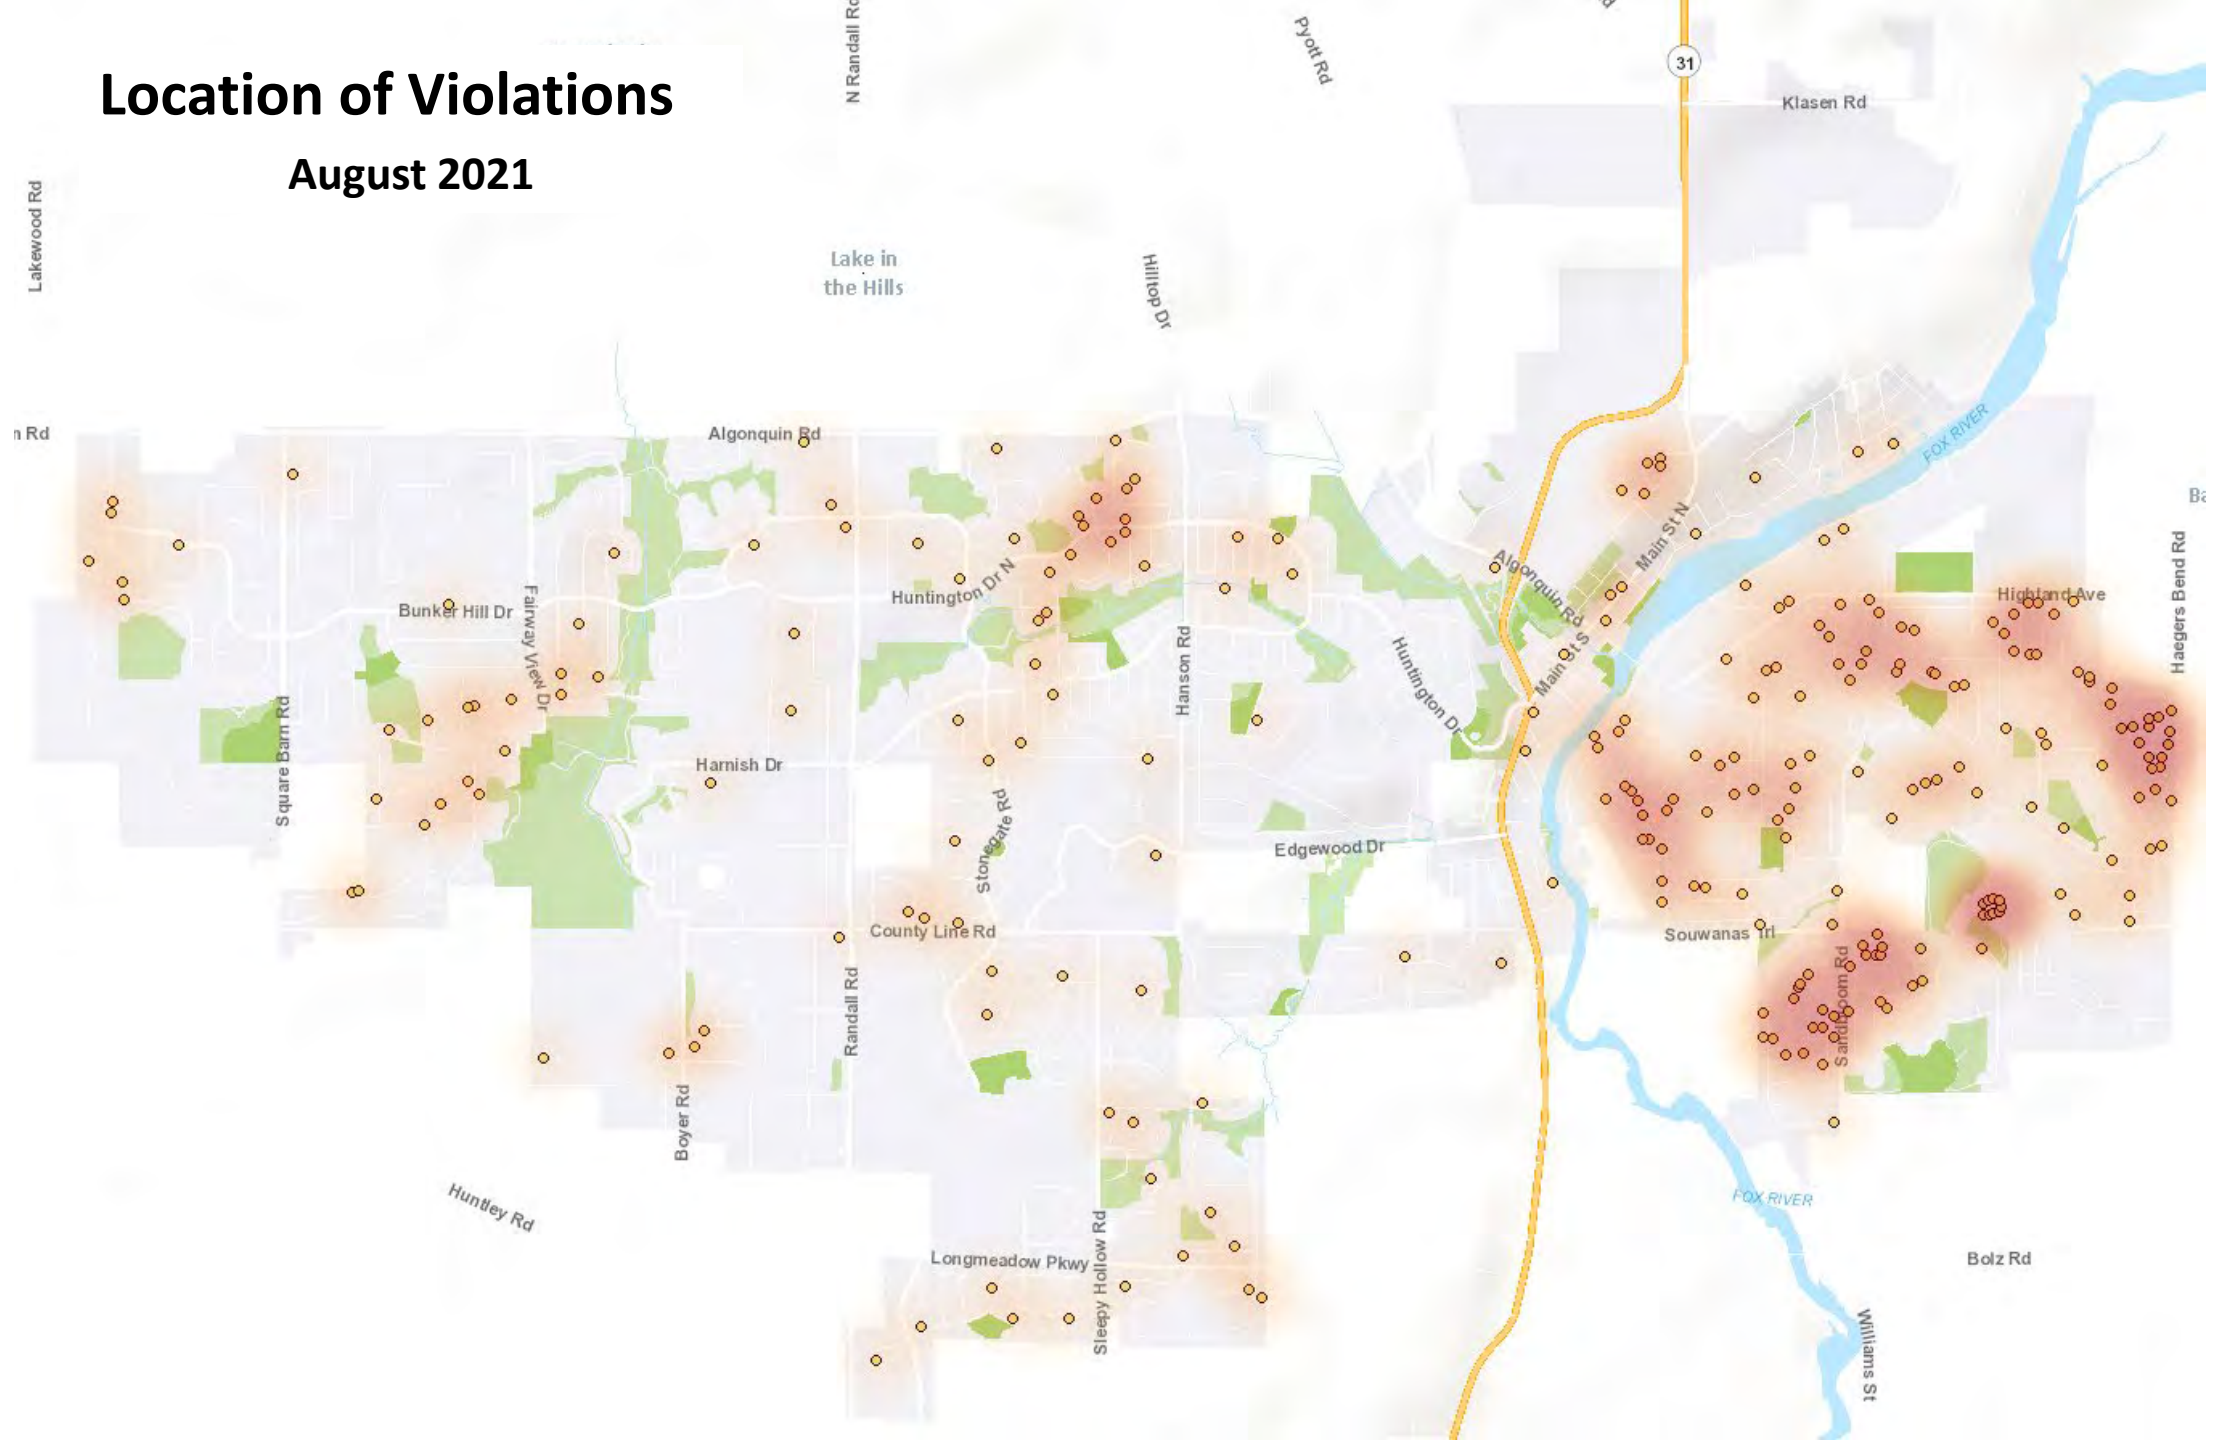 Location of Violations
August 2021
N Randall Rd
Pyott Rd
31
Klasen Rd
Lakewood Rd
Lake in
the Hills
Hilltop Dr
n Rd
Algonquin Rd
FOX RIVER
Ba
Main St N
Algonquin Rd
Haegers Bend Rd
Bunker Hill Dr
Fairway View Dr
Huntington Dr N
Highland Ave
Hanson Rd
Huntington Dr
Main St S
Square Barn Rd
Harnish Dr
Stonegate Rd
Edgewood Dr
County Line Rd
Souwanas Trl
Randall Rd
Sandbloom Rd
Boyer Rd
Huntley Rd
FOX RIVER
Longmeadow Pkwy
Sleepy Hollow Rd
Bolz Rd
Williams St